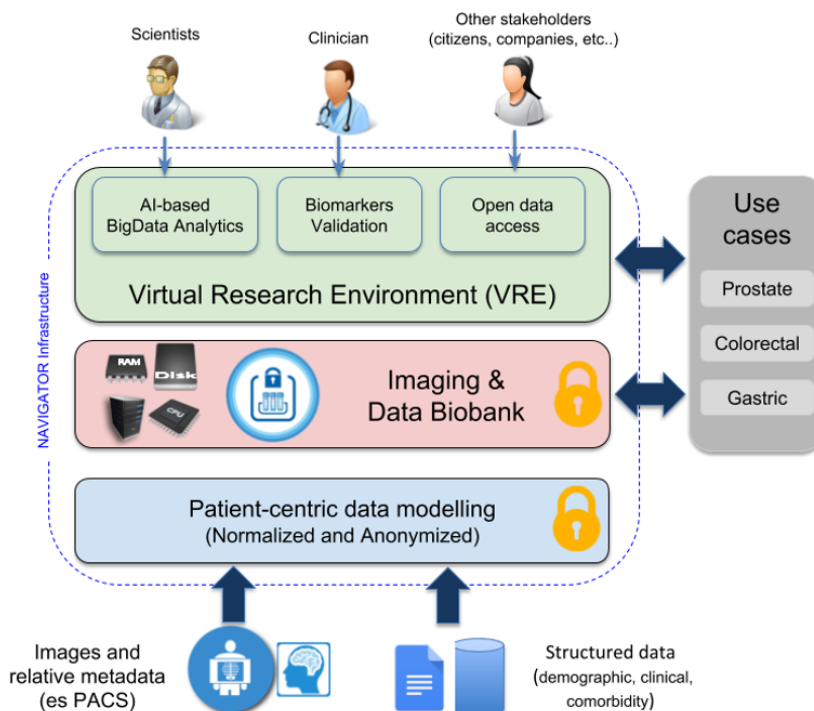 Scientists
Clinician
Other stakeholders
(citizens, companies, etc..)
AI-based
BigData Analytics
Biomarkers
Validation
Open data
access
Virtual Research Environment (VRE)
NAVIGATOR Infrastructure
RAM
Disk
CPU
Imaging &
Data Biobank
Patient-centric data modelling
(Normalized and Anonymized)
Use
cases
Prostate
Colorectal
Gastric
Images and
relative metadata
(es PACS)
Structured data
(demographic, clinical,
comorbidity)